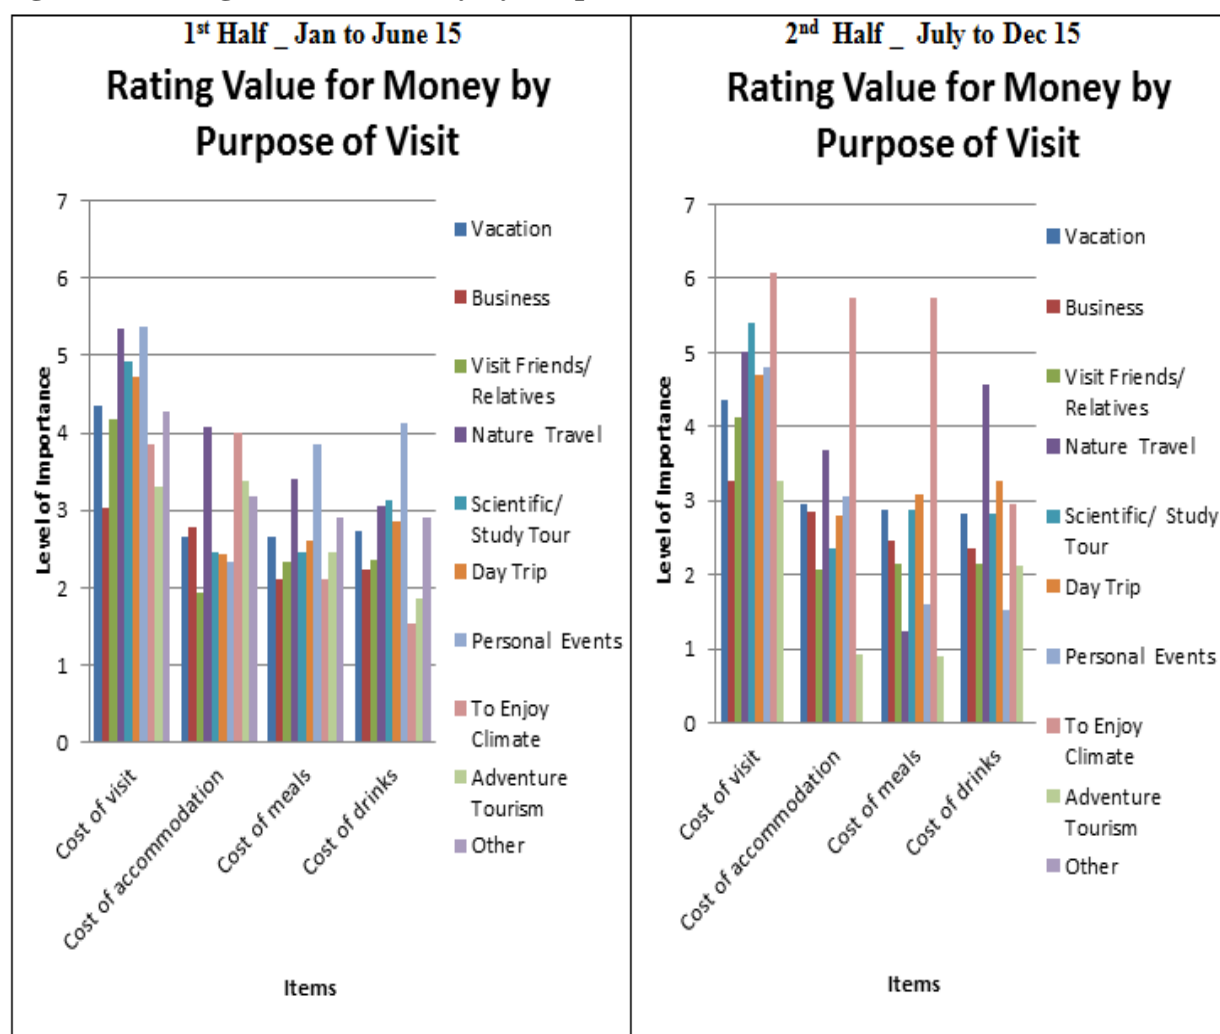 1st Half _ Jan to June 15
Rating Value for Money by
Purpose of Visit
7
6
5
4
3
2
1
0
Level of Importance
Cost of visit
Cost of accommodation
Cost of meals
Cost of drinks
Items
Vacation
Business
Visit Friends/
Relatives
Nature Travel
Scientific/
Study Tour
Day Trip
Personal Events
To Enjoy
Climate
Adventure
Tourism
Other
2nd Half _ July to Dec 15
Rating Value for Money by
Purpose of Visit
7
6
5
4
3
2
1
0
Level of Importance
Cost of visit
Cost of accommodation
Cost of meals
Cost of drinks
Items
Vacation
Business
Visit Friends/
Relatives
Nature Travel
Scientific/ Study
Tour
Day Trip
Personal Events
To Enjoy
Climate
Adventure
Tourism
Other